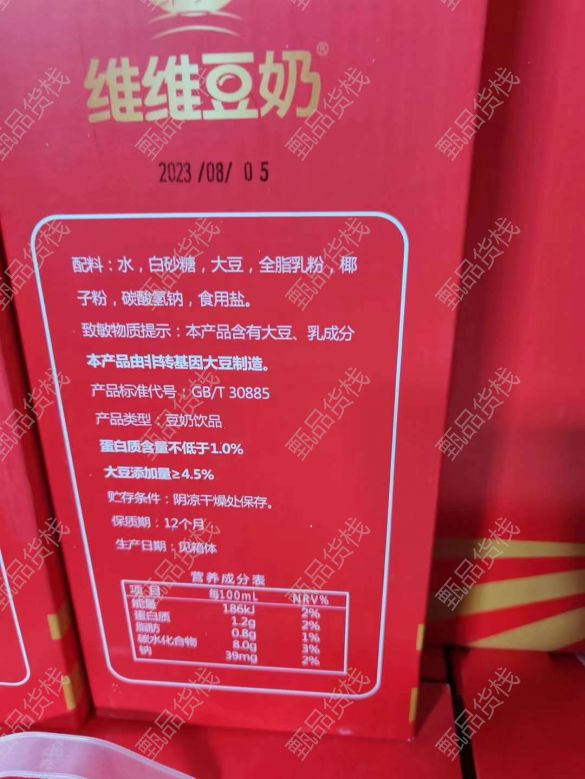 维维豆奶®
2023/08/ 05
配料：水，白砂糖，大豆，全脂乳粉，椰
子粉，碳酸氢钠，食用盐。
致敏物质提示：本产品含有大豆、乳成分
本产品由非转基因大豆制造。
产品标准代号：GB/T 30885
产品类型：豆奶饮品
蛋白质含量不低于1.0%
大豆添加量≥4.5%
贮存条件：阴凉干燥处保存。
保质期：12个月
生产日期：见箱体
营养成分表
项目 每100mL NRV%
能量 186kJ 2%
蛋白质 1.2g 2%
脂肪 0.8g 1%
碳水化合物 8.0g 3%
钠 39mg 2%
甄品货栈